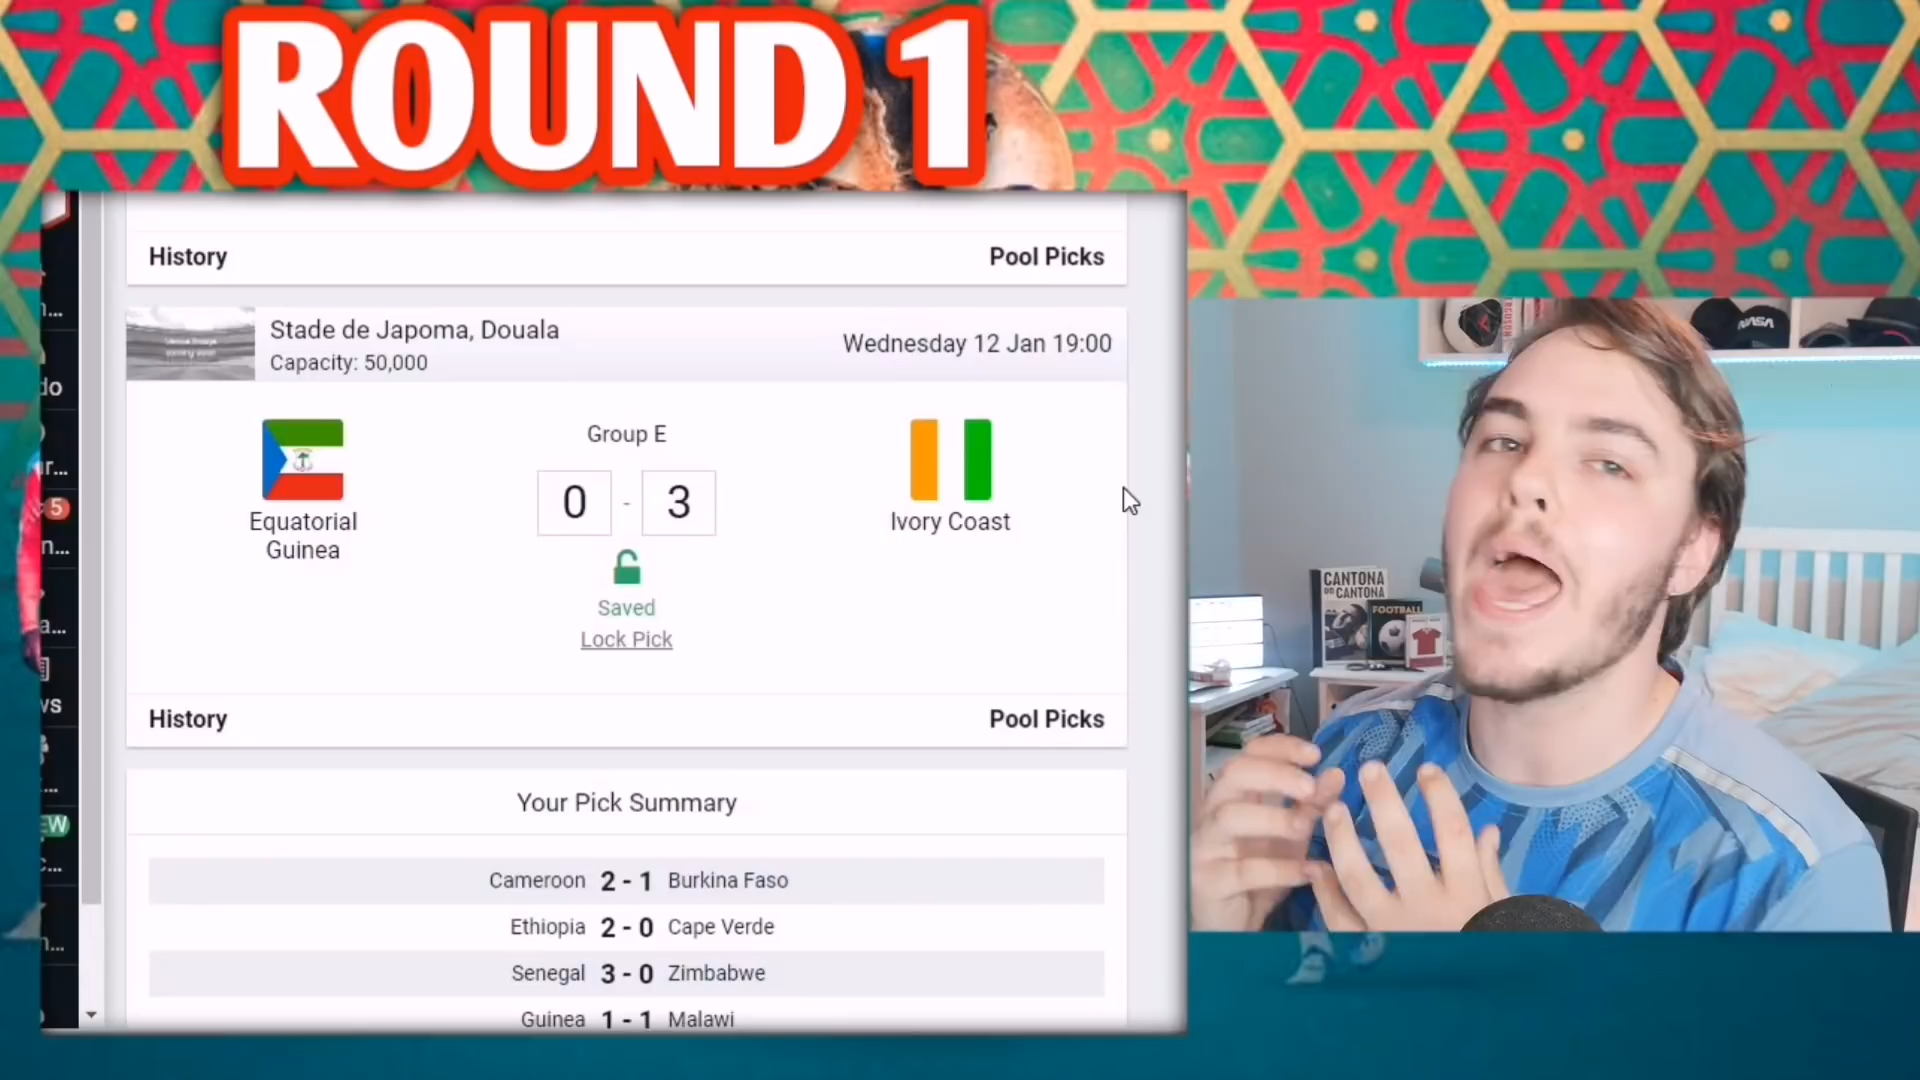 ROUND 1
History
Pool Picks
Stade de Japoma, Douala
Capacity: 50,000
Wednesday 12 Jan 19:00
Group E
0 - 3
Equatorial
Guinea
Ivory Coast
Saved
Lock Pick
History
Pool Picks
Your Pick Summary
Cameroon 2 - 1 Burkina Faso
Ethiopia 2 - 0 Cape Verde
Senegal 3 - 0 Zimbabwe
Guinea 1 - 1 Malawi
5
NASA
CANTONA
CANTONA
FOOTBALL